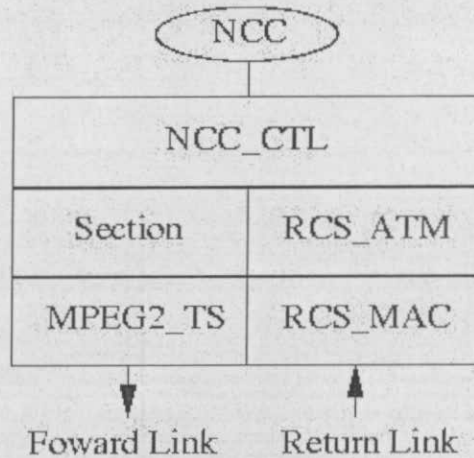 NCC
NCC_CTL
Section RCS_ATM
MPEG2_TS RCS_MAC
Foward Link Return Link